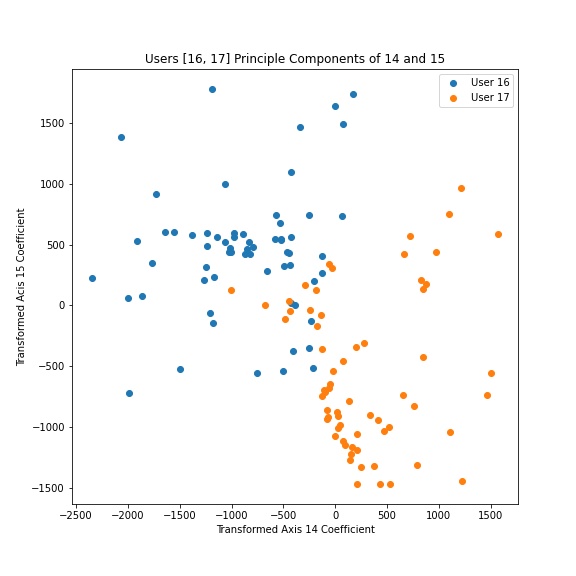 Users [16, 17] Principle Components of 14 and 15
User 16
User 17
Transformed Acis 15 Coefficient
1500
1000
500
0
−500
−1000
−1500
−2500 −2000 −1500 −1000 −500 0 500 1000 1500
Transformed Axis 14 Coefficient